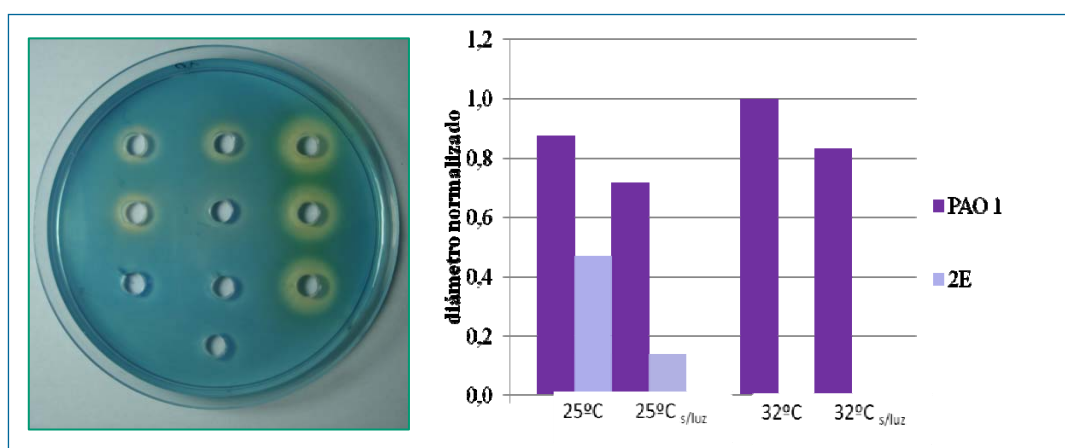 diámetro normalizado
1,2
1,0
0,8
0,6
0,4
0,2
0,0
25ºC
25ºC s/luz
32ºC
32ºC s/luz
PAO 1
2E